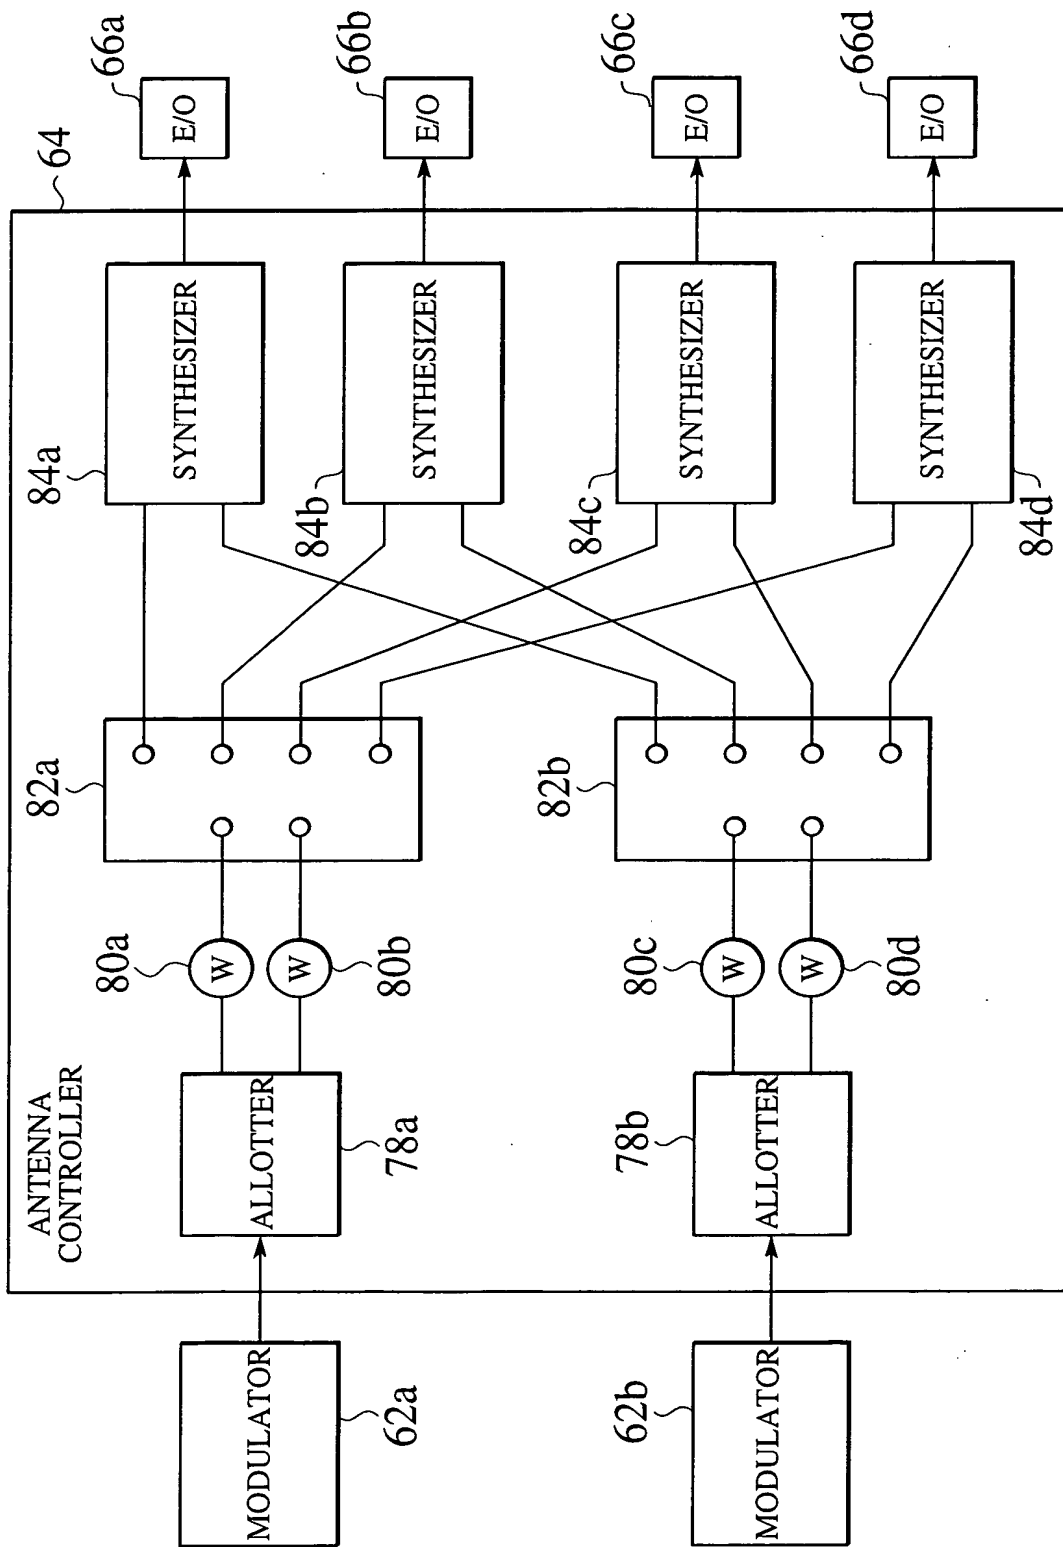 ANTENNA
CONTROLLER
64
MODULATOR
62a
ALLOTTER
78a
80a
W
W
80b
82a
84a
SYNTHESIZER
E/O
66a
84b
SYNTHESIZER
E/O
66b
MODULATOR
62b
ALLOTTER
78b
80c
W
W
80d
82b
84c
SYNTHESIZER
E/O
66c
84d
SYNTHESIZER
E/O
66d